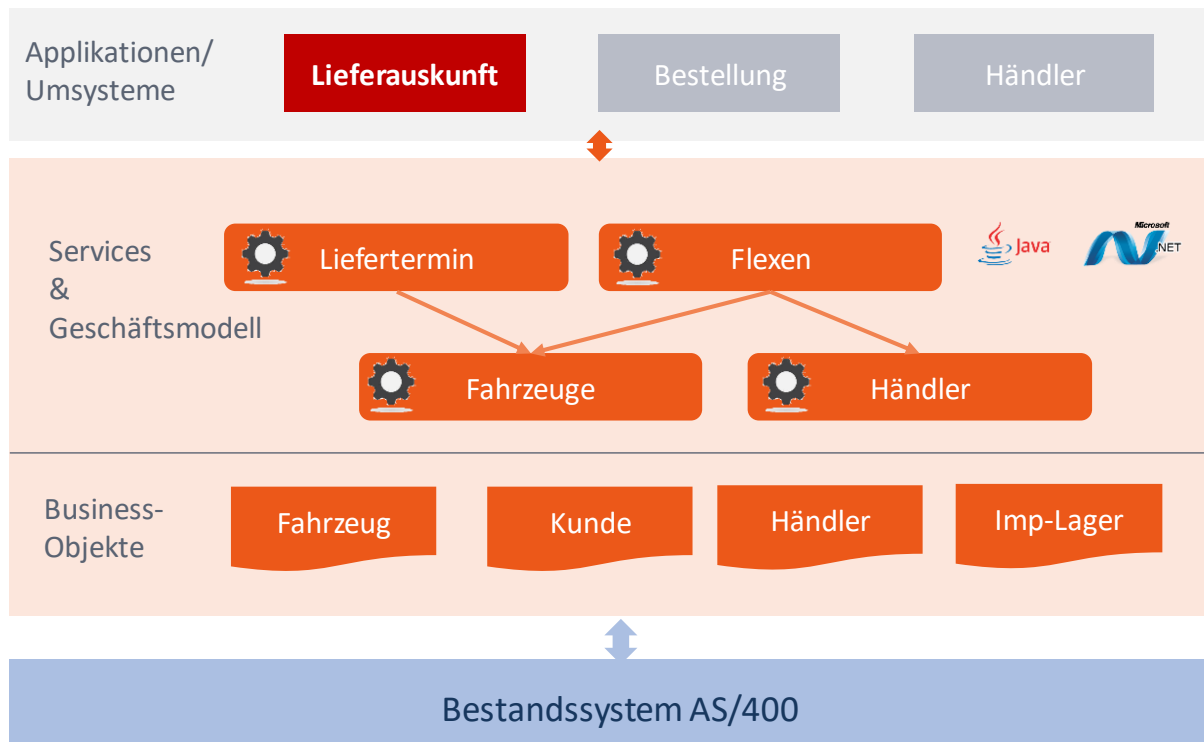 Applikationen/
Umsysteme
Lieferauskunft
Bestellung
Händler
Services
&
Geschäftsmodell
Liefertermin
Flexen
Java
Microsoft
.NET
Fahrzeuge
Händler
Business-
Objekte
Fahrzeug
Kunde
Händler
Imp-Lager
Bestandssystem AS/400